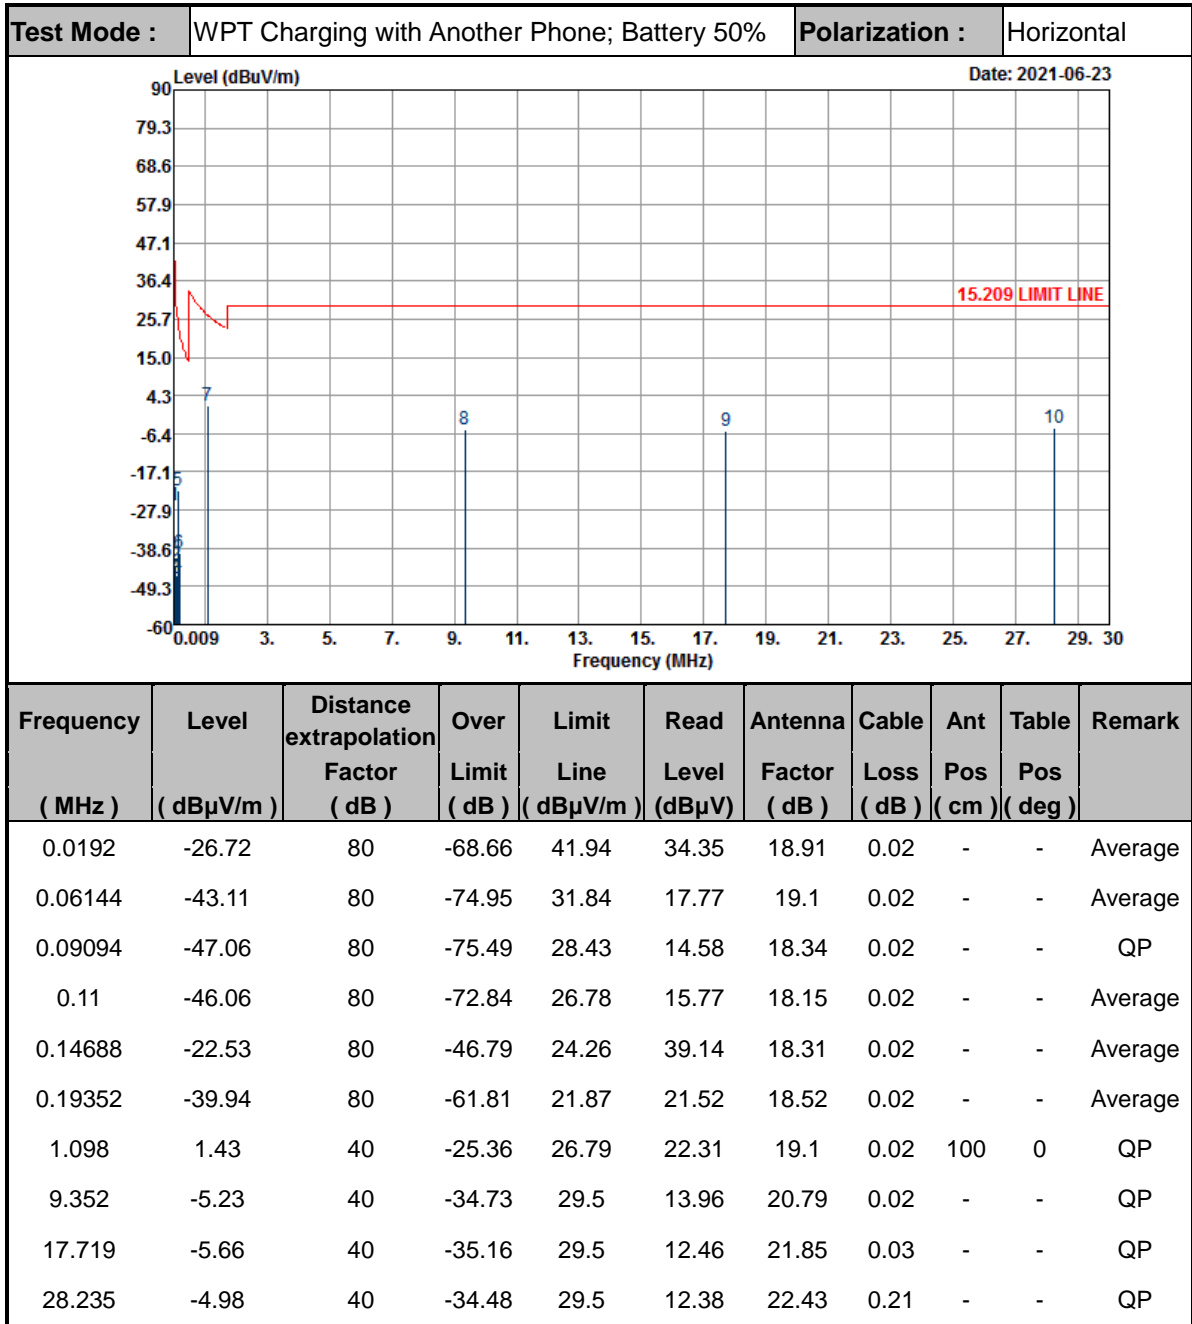 Test Mode : WPT Charging with Another Phone; Battery 50% Polarization : Horizontal
Level (dBuV/m) Date: 2021-06-23
90
79.3
68.6
57.9
47.1
36.4
15.209 LIMIT LINE
25.7
15.0
4.3
7
8
9
10
-6.4
-17.1
5
-27.9
-38.6
6
-49.3
-60
0.009 3. 5. 7. 9. 11. 13. 15. 17. 19. 21. 23. 25. 27. 29. 30
Frequency (MHz)
Frequency Level Distance extrapolation Over Limit Read Antenna Cable Ant Table Remark
Factor Limit Line Level Factor Loss Pos Pos
( MHz ) ( dBµV/m ) ( dB ) ( dB ) ( dBµV/m ) (dBµV) ( dB ) ( dB ) ( cm ) ( deg )
0.0192 -26.72 80 -68.66 41.94 34.35 18.91 0.02 - - Average
0.06144 -43.11 80 -74.95 31.84 17.77 19.1 0.02 - - Average
0.09094 -47.06 80 -75.49 28.43 14.58 18.34 0.02 - - QP
0.11 -46.06 80 -72.84 26.78 15.77 18.15 0.02 - - Average
0.14688 -22.53 80 -46.79 24.26 39.14 18.31 0.02 - - Average
0.19352 -39.94 80 -61.81 21.87 21.52 18.52 0.02 - - Average
1.098 1.43 40 -25.36 26.79 22.31 19.1 0.02 100 0 QP
9.352 -5.23 40 -34.73 29.5 13.96 20.79 0.02 - - QP
17.719 -5.66 40 -35.16 29.5 12.46 21.85 0.03 - - QP
28.235 -4.98 40 -34.48 29.5 12.38 22.43 0.21 - - QP